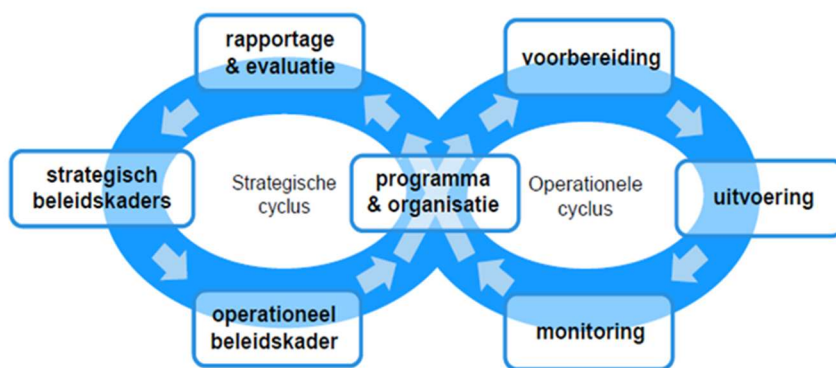 rapportage
& evaluatie
voorbereiding
strategisch
beleidskaders
Strategische
cyclus
programma
& organisatie
Operationele
cyclus
uitvoering
operationeel
beleidskader
monitoring